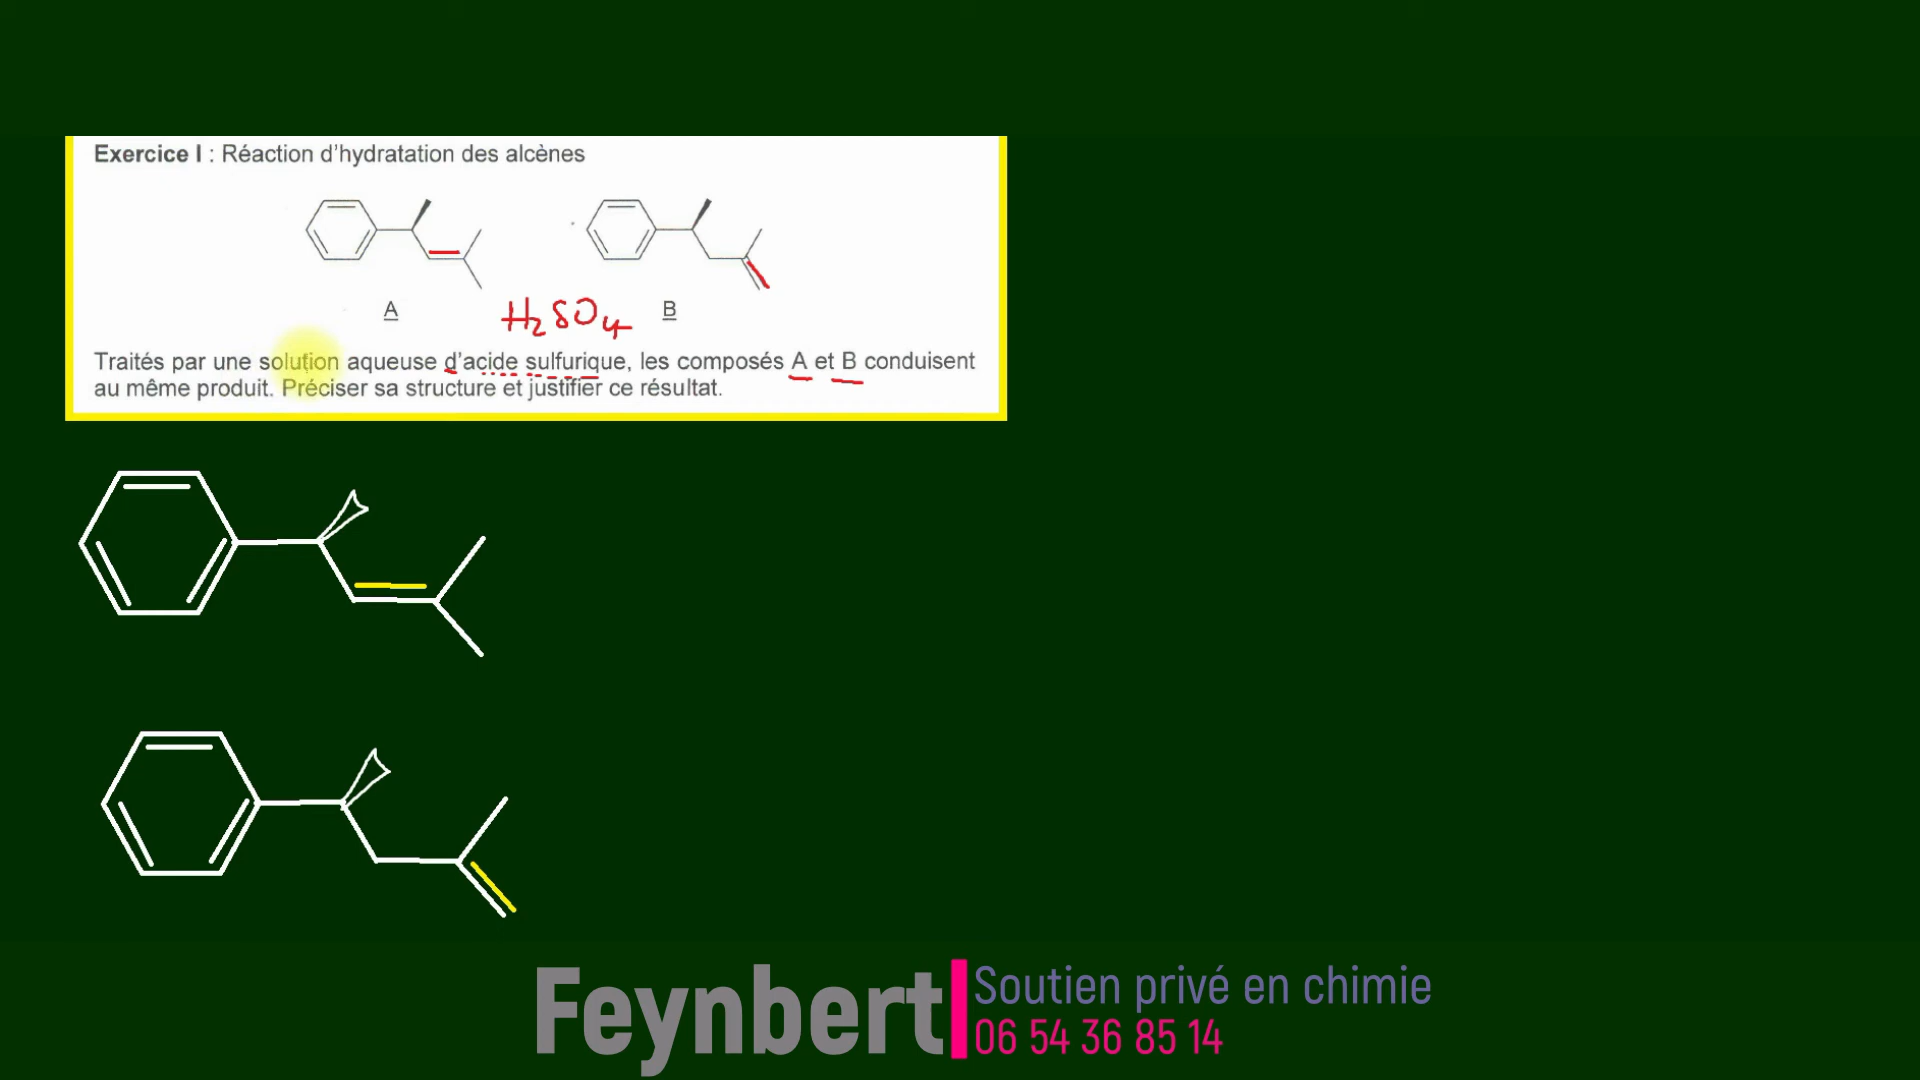 Exercice I : Réaction d'hydratation des alcènes
A
B
H₂SO₄
Traités par une solution aqueuse d'acide sulfurique, les composés A et B conduisent
au même produit. Préciser sa structure et justifier ce résultat.
Feynbert
Soutien privé en chimie
06 54 36 85 14